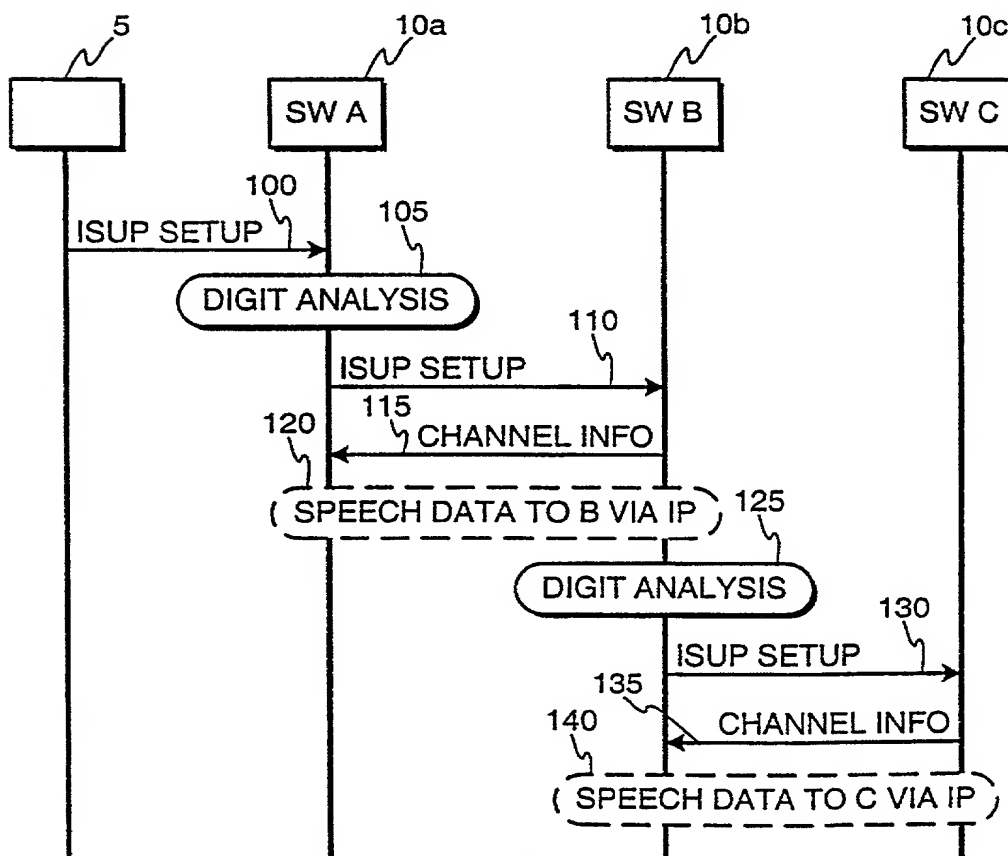 5
10a
10b
10c
SW A
SW B
SW C
100
ISUP SETUP
105
DIGIT ANALYSIS
110
ISUP SETUP
115
CHANNEL INFO
120
SPEECH DATA TO B VIA IP
125
DIGIT ANALYSIS
130
ISUP SETUP
135
CHANNEL INFO
140
SPEECH DATA TO C VIA IP